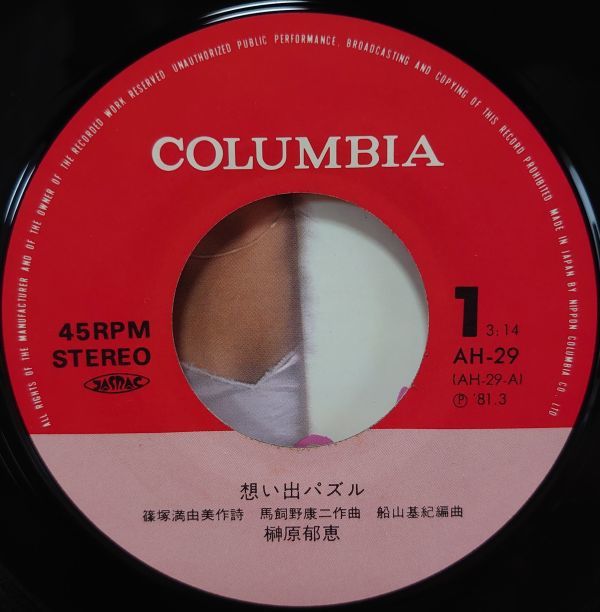 ALL RIGHTS OF THE MANUFACTURER AND OF THE OWNER OF THE RECORDED WORK RESERVED. UNAUTHORIZED PUBLIC PERFORMANCE, BROADCASTING AND COPYING OF THIS RECORD PROHIBITED MADE IN JAPAN BY NIPPON COLUMBIA CO., LTD
COLUMBIA
45RPM
STEREO
JASRAC
1 3:14
AH-29
(AH-29-A)
Ⓟ '81.3
想い出パズル
篠塚満由美作詩 馬飼野康二作曲 船山基紀編曲
榊原郁恵